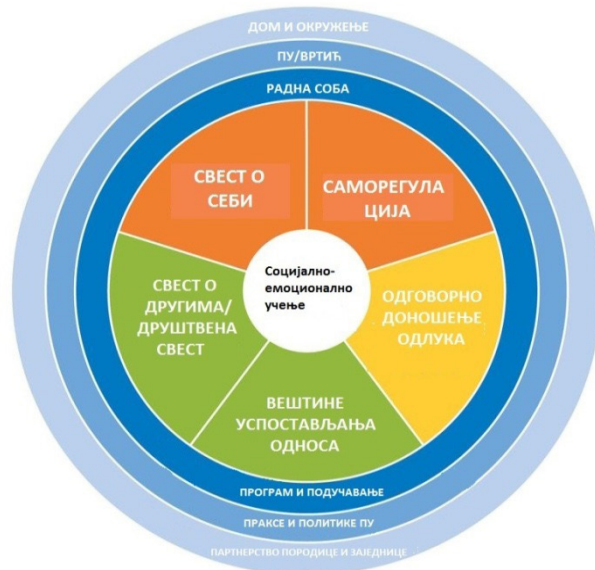 ДОМ И ОКРУЖЕЊЕ
ПУ/ВРТИЋ
РАДНА СОБА
СВЕСТ О
СЕБИ
САМОРЕГУЛА
ЦИЈА
Социјално-
емоционално
учење
СВЕСТ О
ДРУГИМА/
ДРУШТВЕНА
СВЕСТ
ОДГОВОРНО
ДОНОШЕЊЕ
ОДЛУКА
ВЕШТИНЕ
УСПОСТАВЉАЊА
ОДНОСА
ПРОГРАМ И ПОДУЧАВАЊЕ
ПРАКСЕ И ПОЛИТИКЕ ПУ
ПАРТНЕРСТВО ПОРОДИЦЕ И ЗАЈЕДНИЦЕ